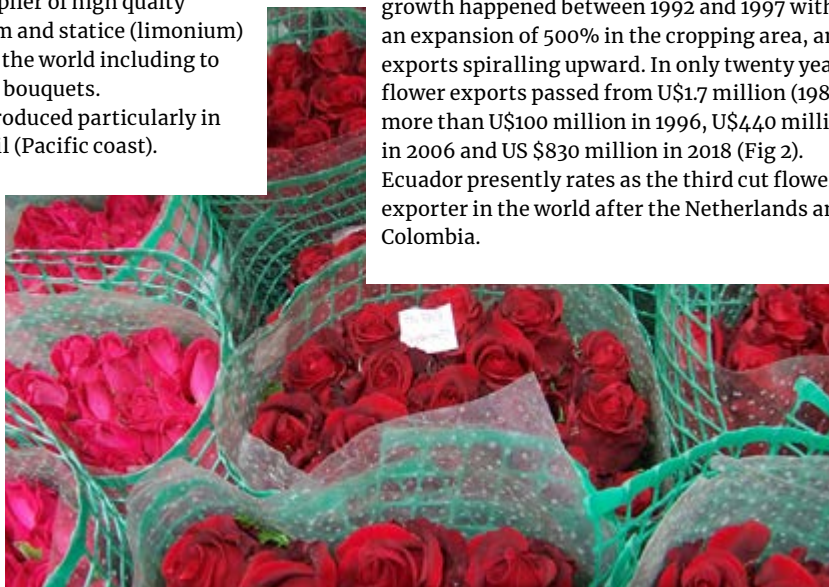 plier of high qualty
m and statice (limonium)
the world including to
bouquets.
roduced particularly in
l (Pacific coast).
growth happened between 1992 and 1997 with
an expansion of 500% in the cropping area, an
exports spiralling upward. In only twenty yea
flower exports passed from U$1.7 million (198
more than U$100 million in 1996, U$440 milli
in 2006 and US $830 million in 2018 (Fig 2).
Ecuador presently rates as the third cut flowe
exporter in the world after the Netherlands an
Colombia.